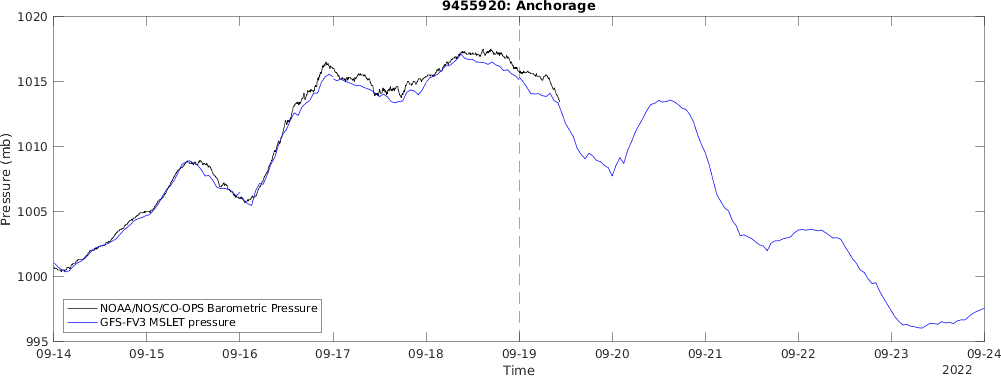 9455920: Anchorage
1020
1015
1010
1005
1000
995
Pressure (mb)
NOAA/NOS/CO-OPS Barometric Pressure
GFS-FV3 MSLET pressure
09-14 09-15 09-16 09-17 09-18 09-19 09-20 09-21 09-22 09-23 09-24
Time
2022